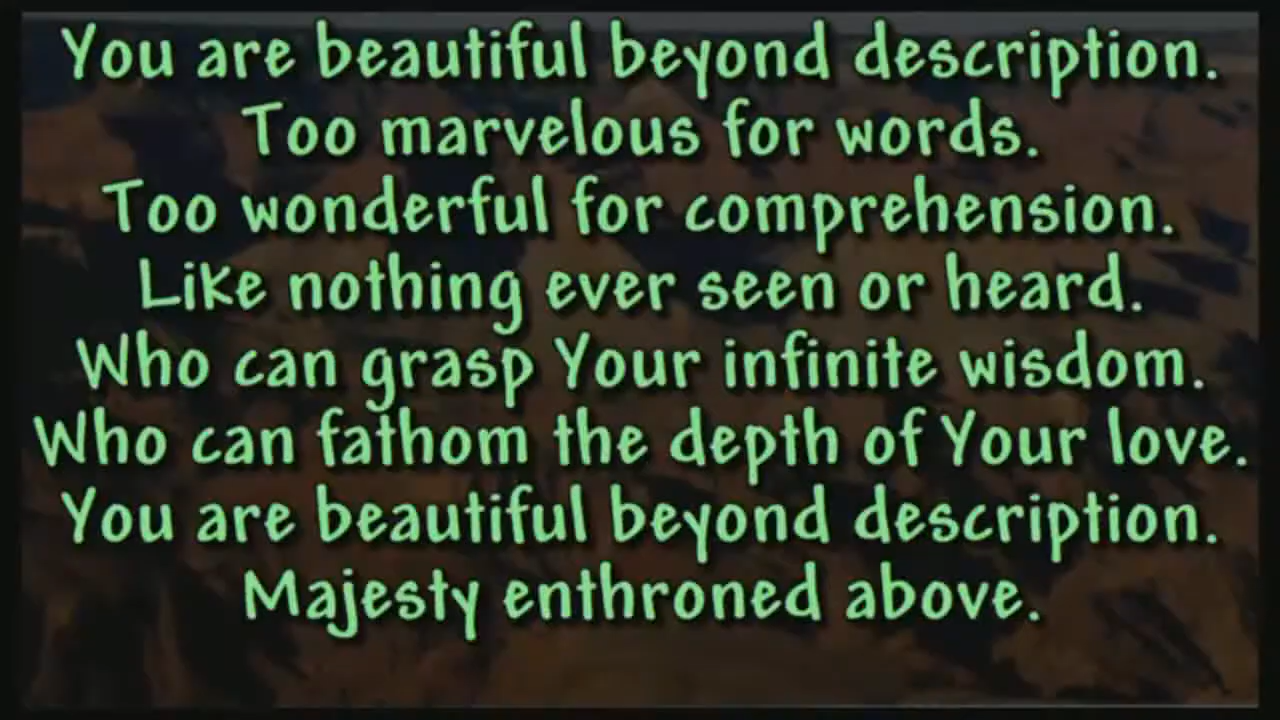 You are beautiful beyond description.
Too marvelous for words.
Too wonderful for comprehension.
Like nothing ever seen or heard.
Who can grasp Your infinite wisdom.
Who can fathom the depth of Your love.
You are beautiful beyond description.
Majesty enthroned above.